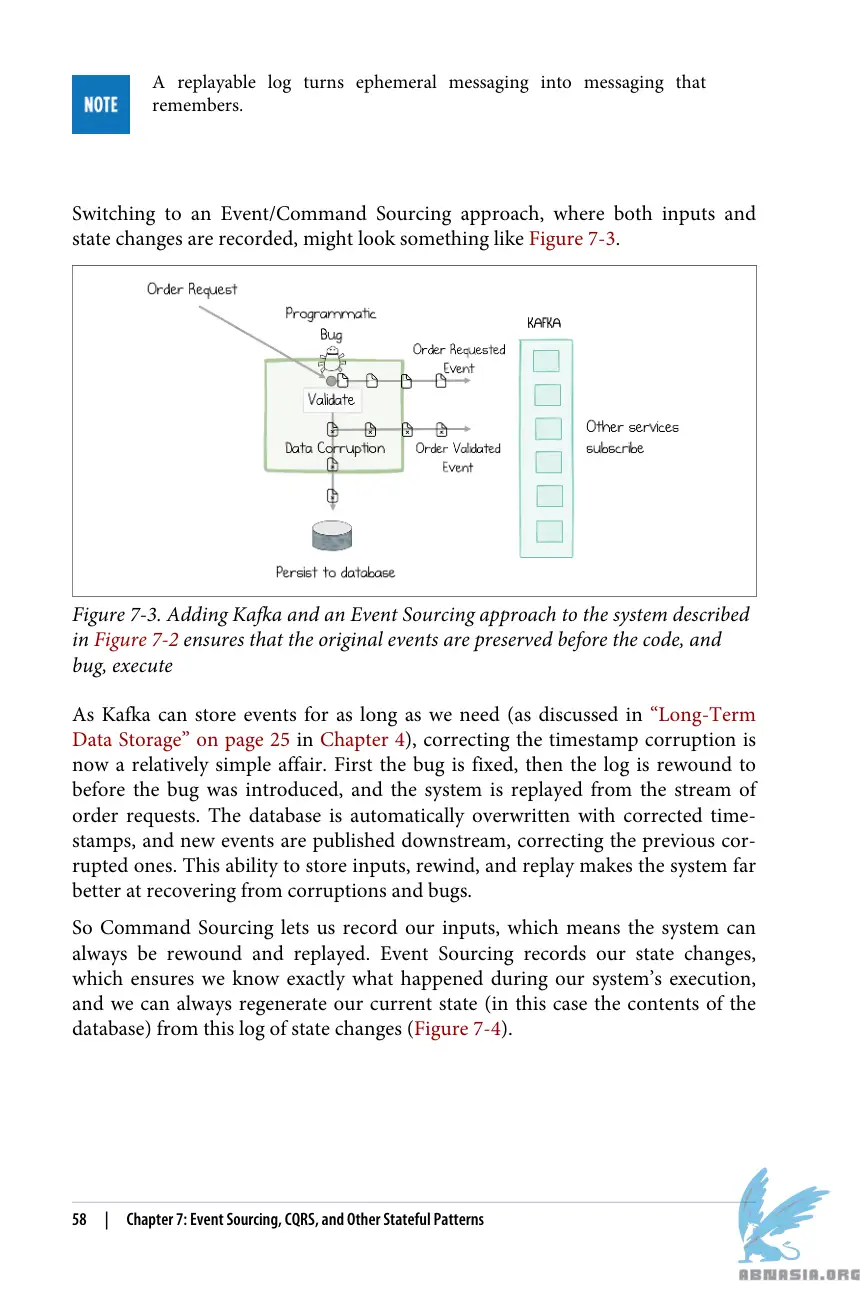 NOTE
A replayable log turns ephemeral messaging into messaging that
remembers.
Switching to an Event/Command Sourcing approach, where both inputs and
state changes are recorded, might look something like Figure 7-3.
Order Request
Programmatic
Bug
KAFKA
Order Requested
Event
Validate
Other services
subscribe
Data Corruption
Order Validated
Event
Persist to database
Figure 7-3. Adding Kafka and an Event Sourcing approach to the system described
in Figure 7-2 ensures that the original events are preserved before the code, and
bug, execute
As Kafka can store events for as long as we need (as discussed in “Long-Term
Data Storage” on page 25 in Chapter 4), correcting the timestamp corruption is
now a relatively simple affair. First the bug is fixed, then the log is rewound to
before the bug was introduced, and the system is replayed from the stream of
order requests. The database is automatically overwritten with corrected time-
stamps, and new events are published downstream, correcting the previous cor-
rupted ones. This ability to store inputs, rewind, and replay makes the system far
better at recovering from corruptions and bugs.
So Command Sourcing lets us record our inputs, which means the system can
always be rewound and replayed. Event Sourcing records our state changes,
which ensures we know exactly what happened during our system’s execution,
and we can always regenerate our current state (in this case the contents of the
database) from this log of state changes (Figure 7-4).
58 | Chapter 7: Event Sourcing, CQRS, and Other Stateful Patterns
ABNASIA.ORG